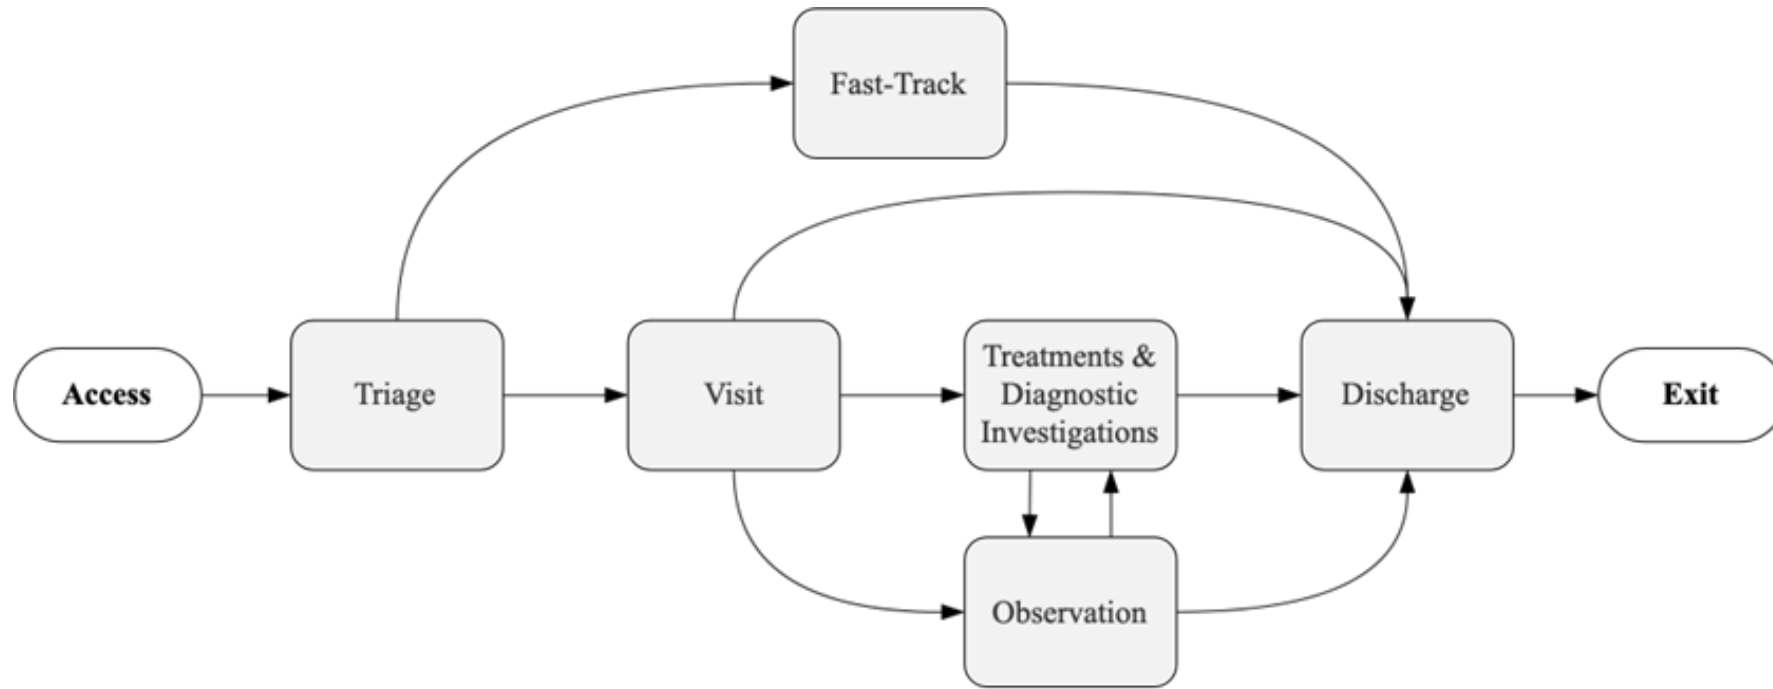 Fast-Track
Access
Triage
Visit
Treatments &
Diagnostic
Investigations
Discharge
Exit
Observation